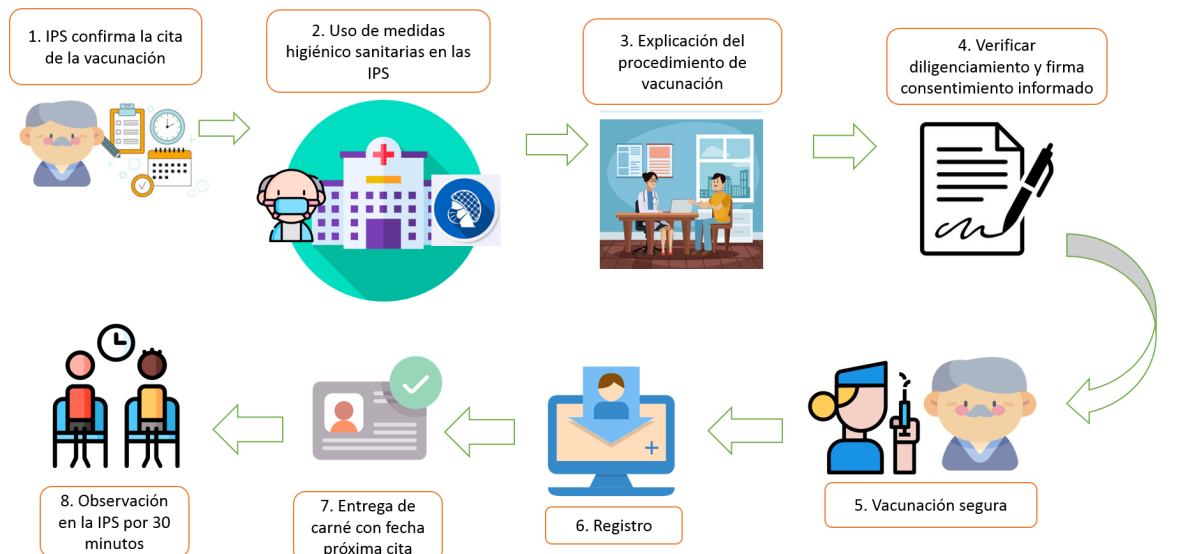 1. IPS confirma la cita
de la vacunación
2. Uso de medidas
higiénico sanitarias en las
IPS
3. Explicación del
procedimiento de
vacunación
4. Verificar
diligenciamiento y firma
consentimiento informado
5. Vacunación segura
6. Registro
7. Entrega de
carné con fecha
próxima cita
8. Observación
en la IPS por 30
minutos